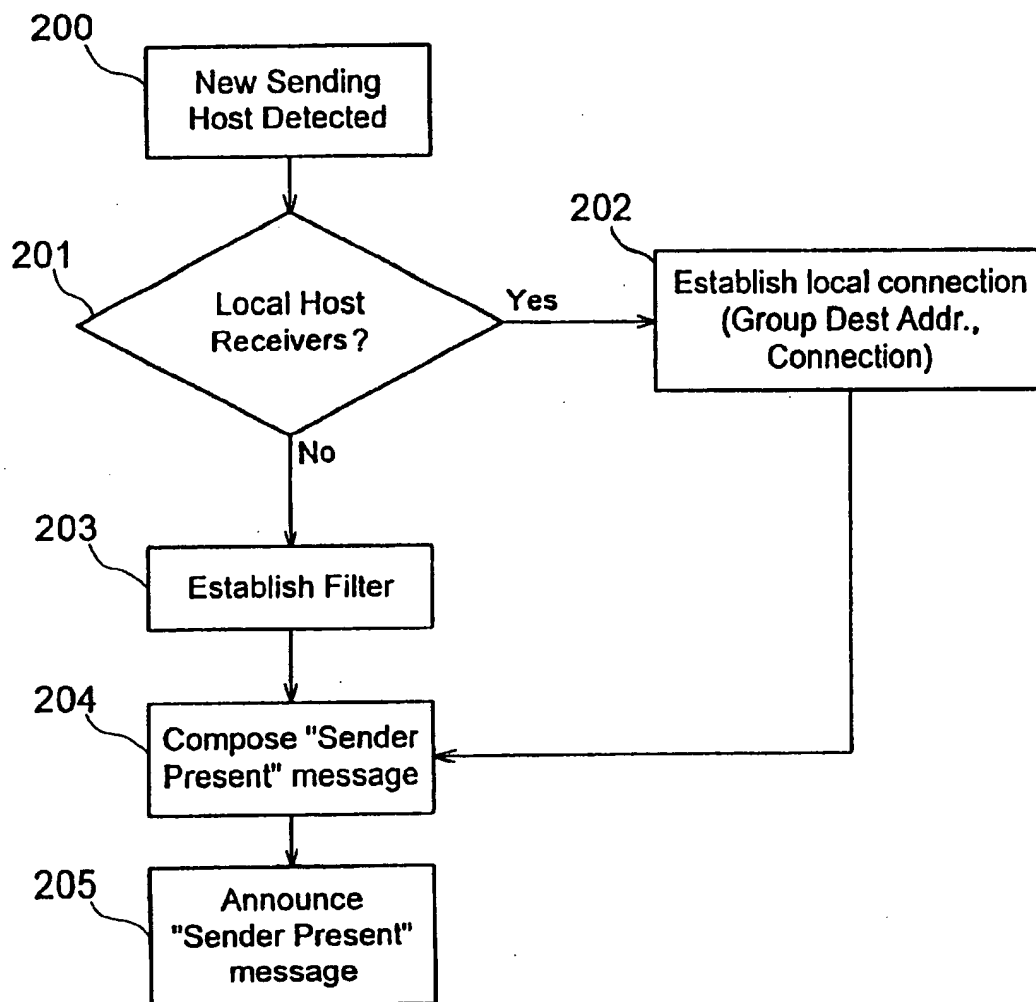 200
New Sending
Host Detected
201
Local Host
Receivers?
Yes
202
Establish local connection
(Group Dest Addr.,
Connection)
No
203
Establish Filter
204
Compose "Sender
Present" message
205
Announce
"Sender Present"
message